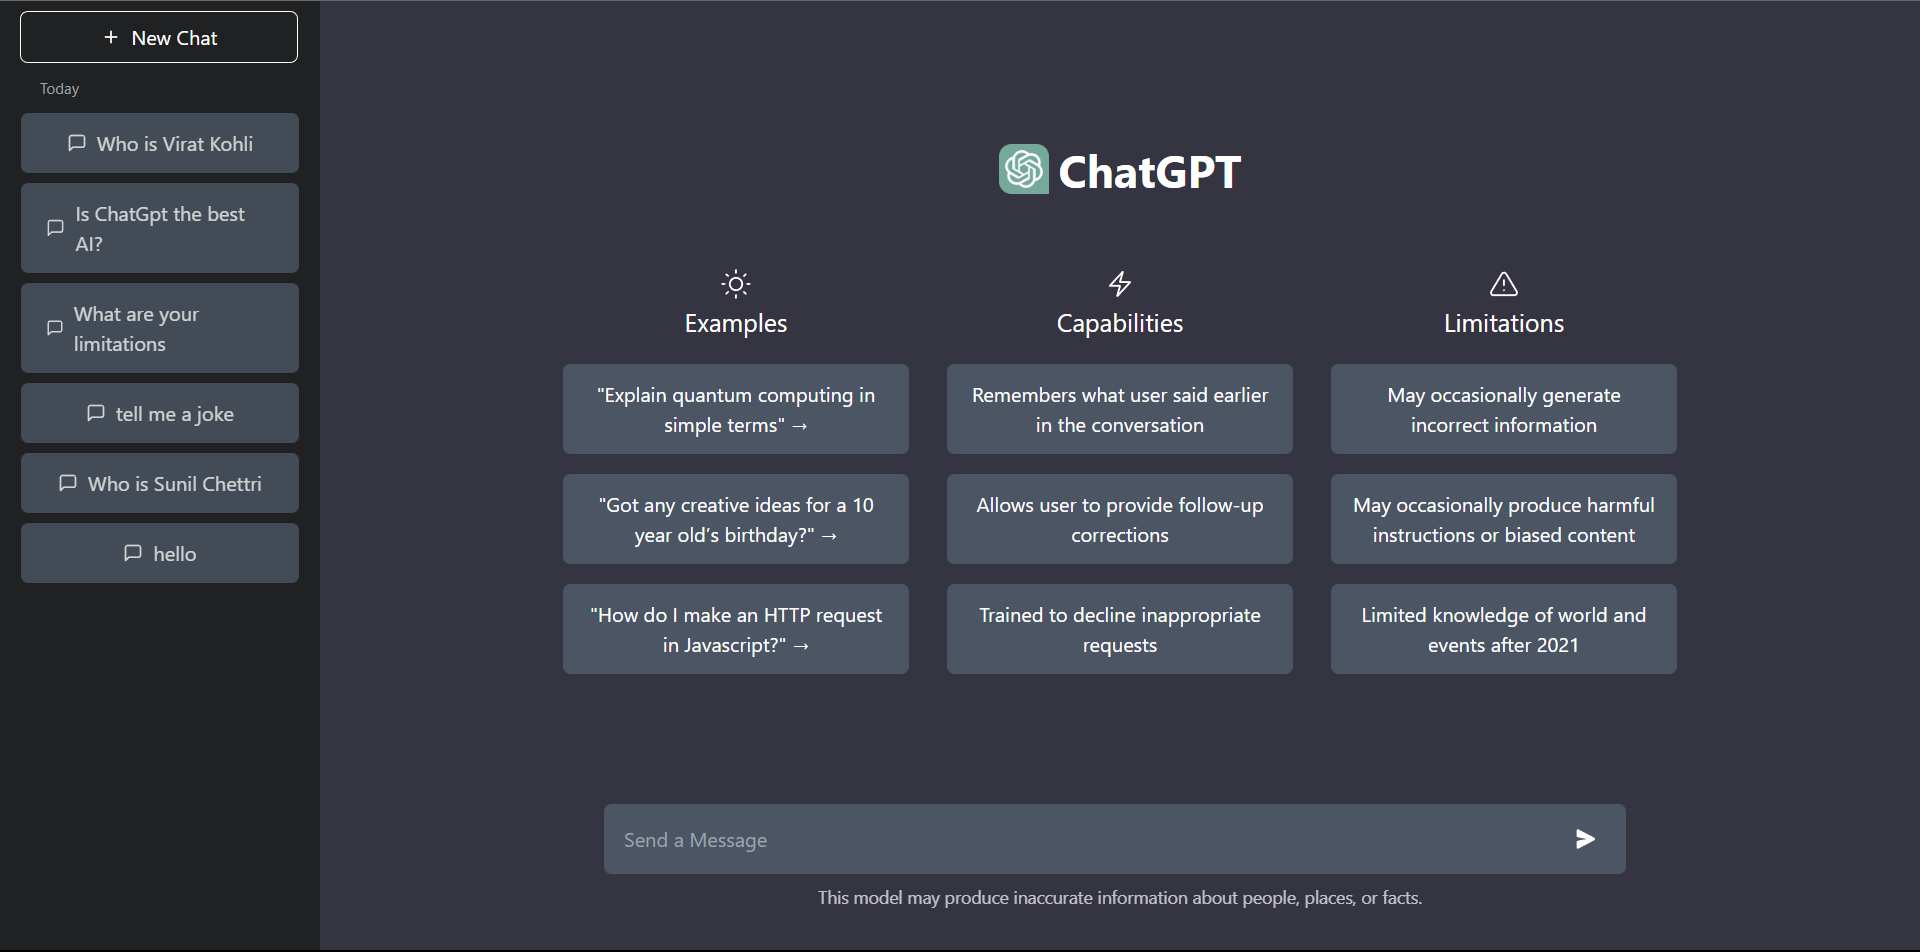 + New Chat
Today
Who is Virat Kohli
Is ChatGpt the best
AI?
What are your
limitations
tell me a joke
Who is Sunil Chettri
hello
ChatGPT
Examples
"Explain quantum computing in
simple terms" →
"Got any creative ideas for a 10
year old’s birthday?" →
"How do I make an HTTP request
in Javascript?" →
Capabilities
Remembers what user said earlier
in the conversation
Allows user to provide follow-up
corrections
Trained to decline inappropriate
requests
Limitations
May occasionally generate
incorrect information
May occasionally produce harmful
instructions or biased content
Limited knowledge of world and
events after 2021
Send a Message
This model may produce inaccurate information about people, places, or facts.